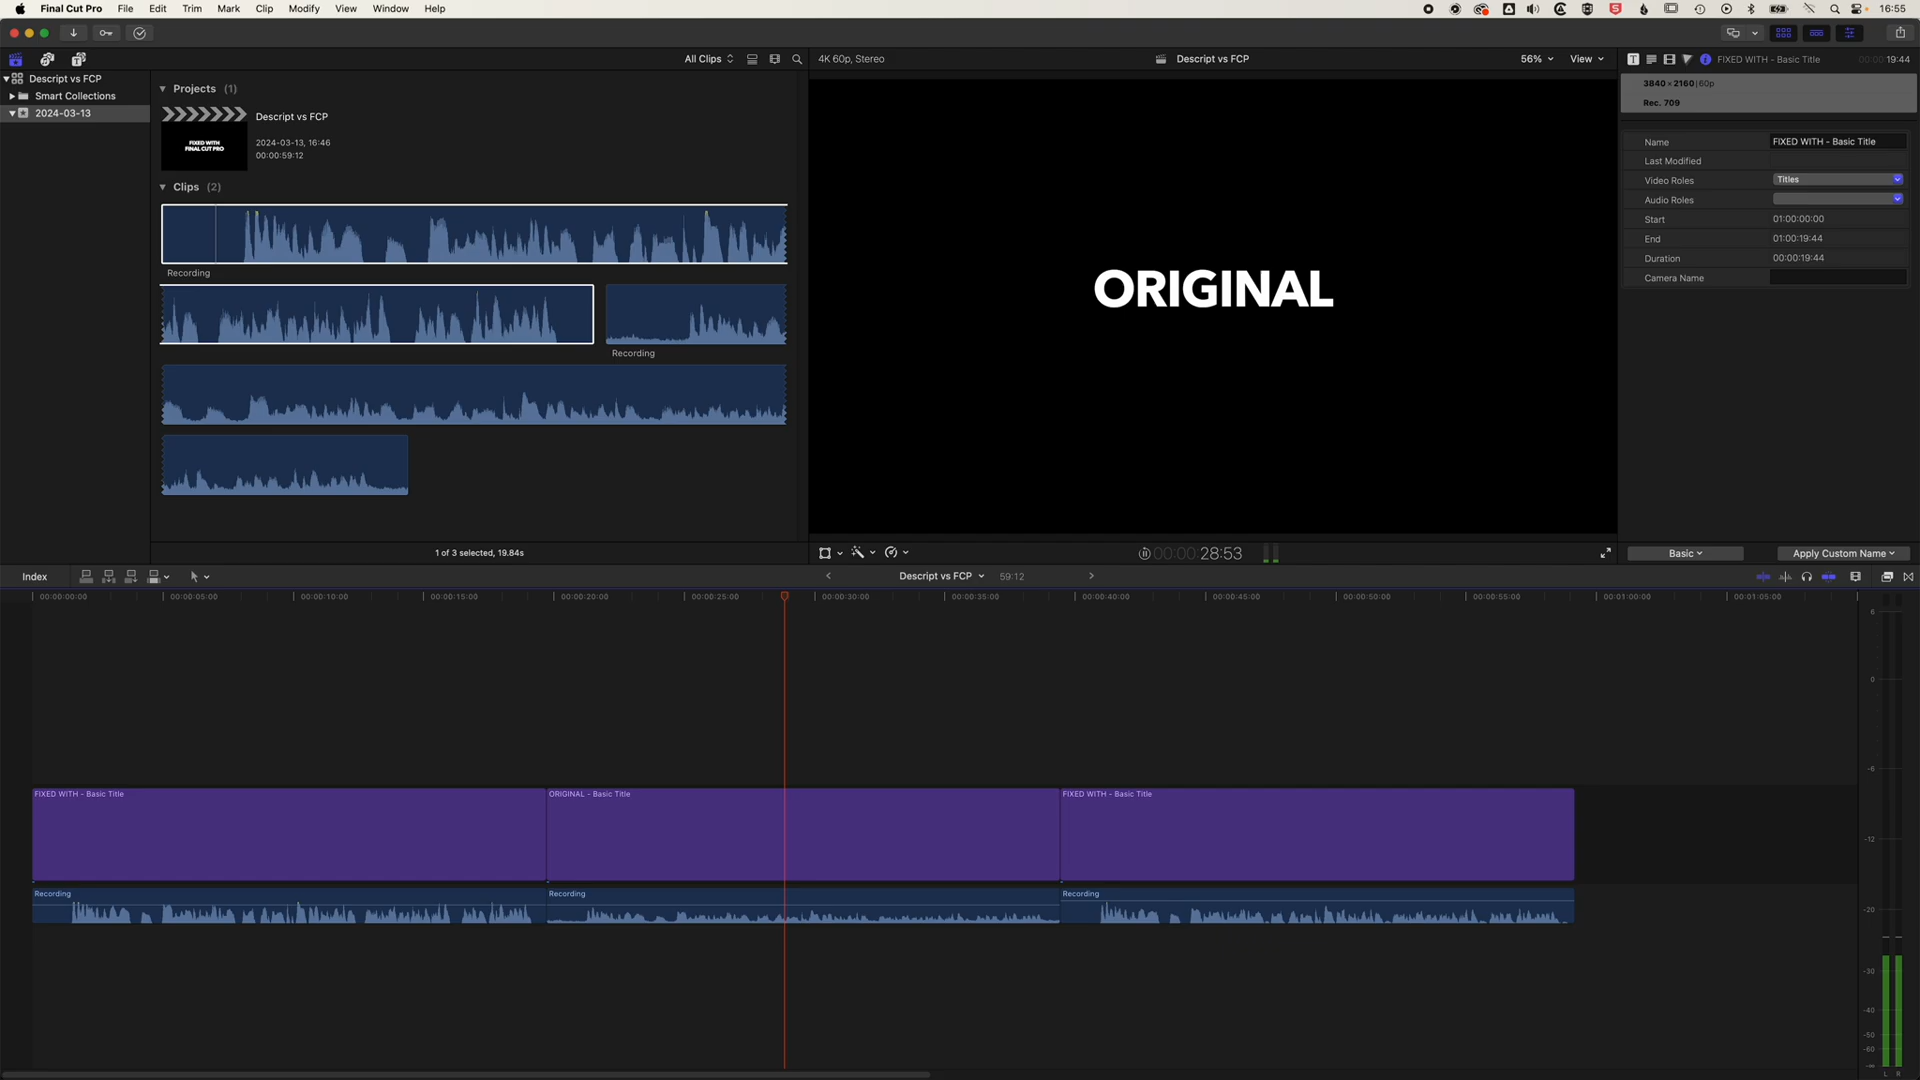 Final Cut Pro File Edit Trim Mark Clip Modify View Window Help 16:55
All Clips 4K 60p, Stereo Descript vs FCP 56% View FIXED WITH - Basic Title 00:00:19:44
Descript vs FCP
Smart Collections
2024-03-13
Projects (1)
Descript vs FCP
2024-03-13, 16:46
00:00:59:12
FIXED WITH
FINAL CUT PRO
Clips (2)
Recording
Recording
1 of 3 selected, 19.84s
ORIGINAL
3840 × 2160 | 60p
Rec. 709
Name FIXED WITH - Basic Title
Last Modified
Video Roles Titles
Audio Roles
Start 01:00:00:00
End 01:00:19:44
Duration 00:00:19:44
Camera Name
00:00:28:53
Basic Apply Custom Name
Index Descript vs FCP 59:12
00:00:00:00 00:00:05:00 00:00:10:00 00:00:15:00 00:00:20:00 00:00:25:00 00:00:30:00 00:00:35:00 00:00:40:00 00:00:45:00 00:00:50:00 00:00:55:00 00:01:00:00 00:01:05:00
FIXED WITH - Basic Title ORIGINAL - Basic Title FIXED WITH - Basic Title
Recording Recording Recording
6
0
-6
-12
-20
-30
-40
-50
-60
-∞
L R